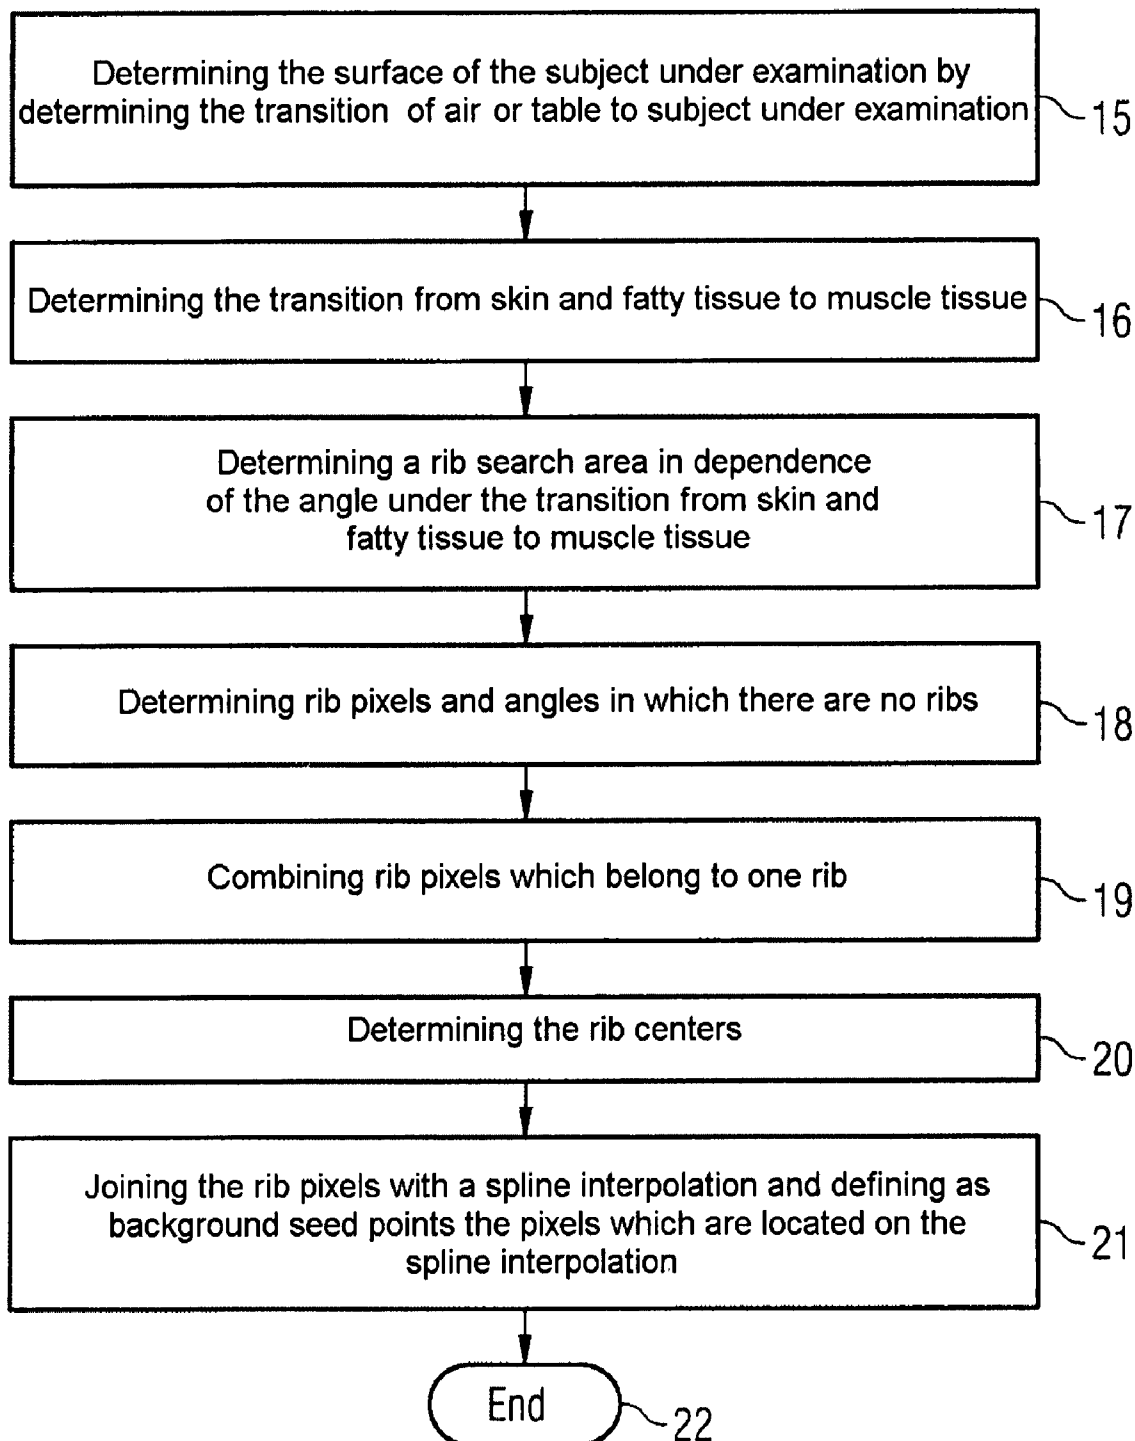 Determining the surface of the subject under examination by
determining the transition of air or table to subject under examination
15
Determining the transition from skin and fatty tissue to muscle tissue
16
Determining a rib search area in dependence
of the angle under the transition from skin and
fatty tissue to muscle tissue
17
Determining rib pixels and angles in which there are no ribs
18
Combining rib pixels which belong to one rib
19
Determining the rib centers
20
Joining the rib pixels with a spline interpolation and defining as
background seed points the pixels which are located on the
spline interpolation
21
End
22